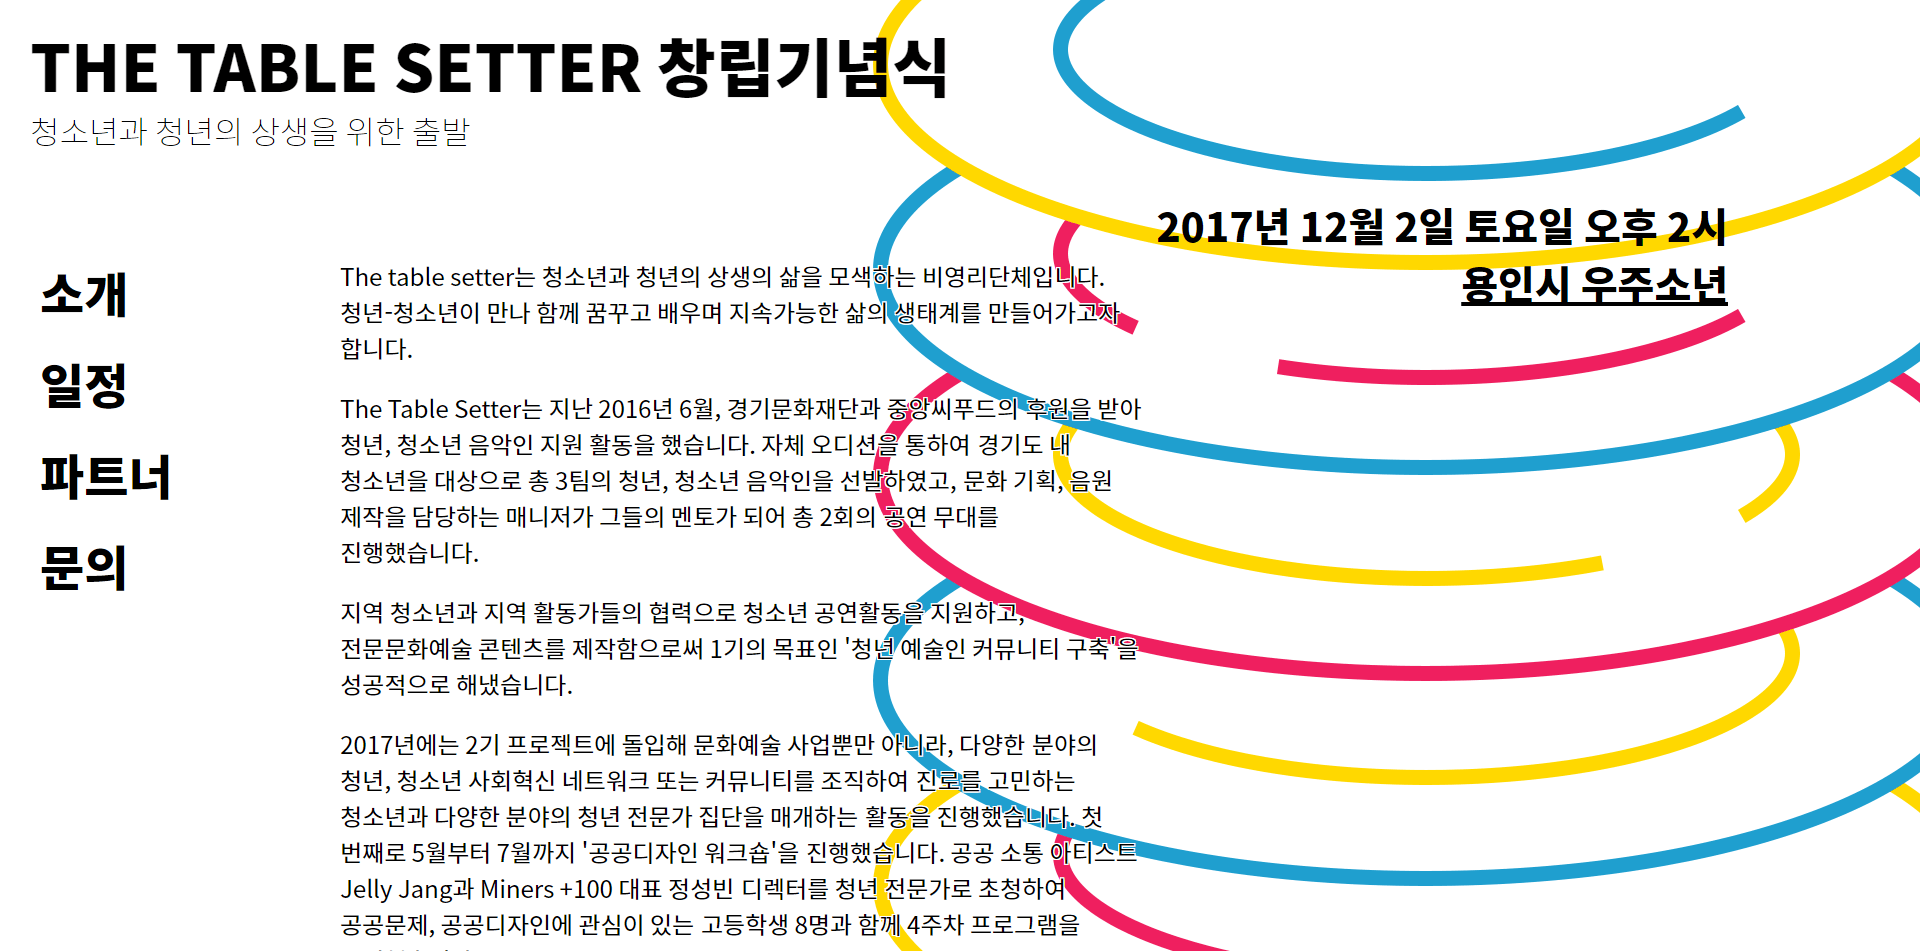 THE TABLE SETTER 창립기념식
청소년과 청년의 상생을 위한 출발
2017년 12월 2일 토요일 오후 2시
용인시 우주소년
소개
일정
파트너
문의
The table setter는 청소년과 청년의 상생의 삶을 모색하는 비영리단체입니다.
청년-청소년이 만나 함께 꿈꾸고 배우며 지속가능한 삶의 생태계를 만들어가고자
합니다.
The Table Setter는 지난 2016년 6월, 경기문화재단과 중앙씨푸드의 후원을 받아
청년, 청소년 음악인 지원 활동을 했습니다. 자체 오디션을 통하여 경기도 내
청소년을 대상으로 총 3팀의 청년, 청소년 음악인을 선발하였고, 문화 기획, 음원
제작을 담당하는 매니저가 그들의 멘토가 되어 총 2회의 공연 무대를
진행했습니다.
지역 청소년과 지역 활동가들의 협력으로 청소년 공연활동을 지원하고,
전문문화예술 콘텐츠를 제작함으로써 1기의 목표인 '청년 예술인 커뮤니티 구축'을
성공적으로 해냈습니다.
2017년에는 2기 프로젝트에 돌입해 문화예술 사업뿐만 아니라, 다양한 분야의
청년, 청소년 사회혁신 네트워크 또는 커뮤니티를 조직하여 진로를 고민하는
청소년과 다양한 분야의 청년 전문가 집단을 매개하는 활동을 진행했습니다. 첫
번째로 5월부터 7월까지 '공공디자인 워크숍'을 진행했습니다. 공공 소통 아티스트
Jelly Jang과 Miners +100 대표 정성빈 디렉터를 청년 전문가로 초청하여
공공문제, 공공디자인에 관심이 있는 고등학생 8명과 함께 4주차 프로그램을